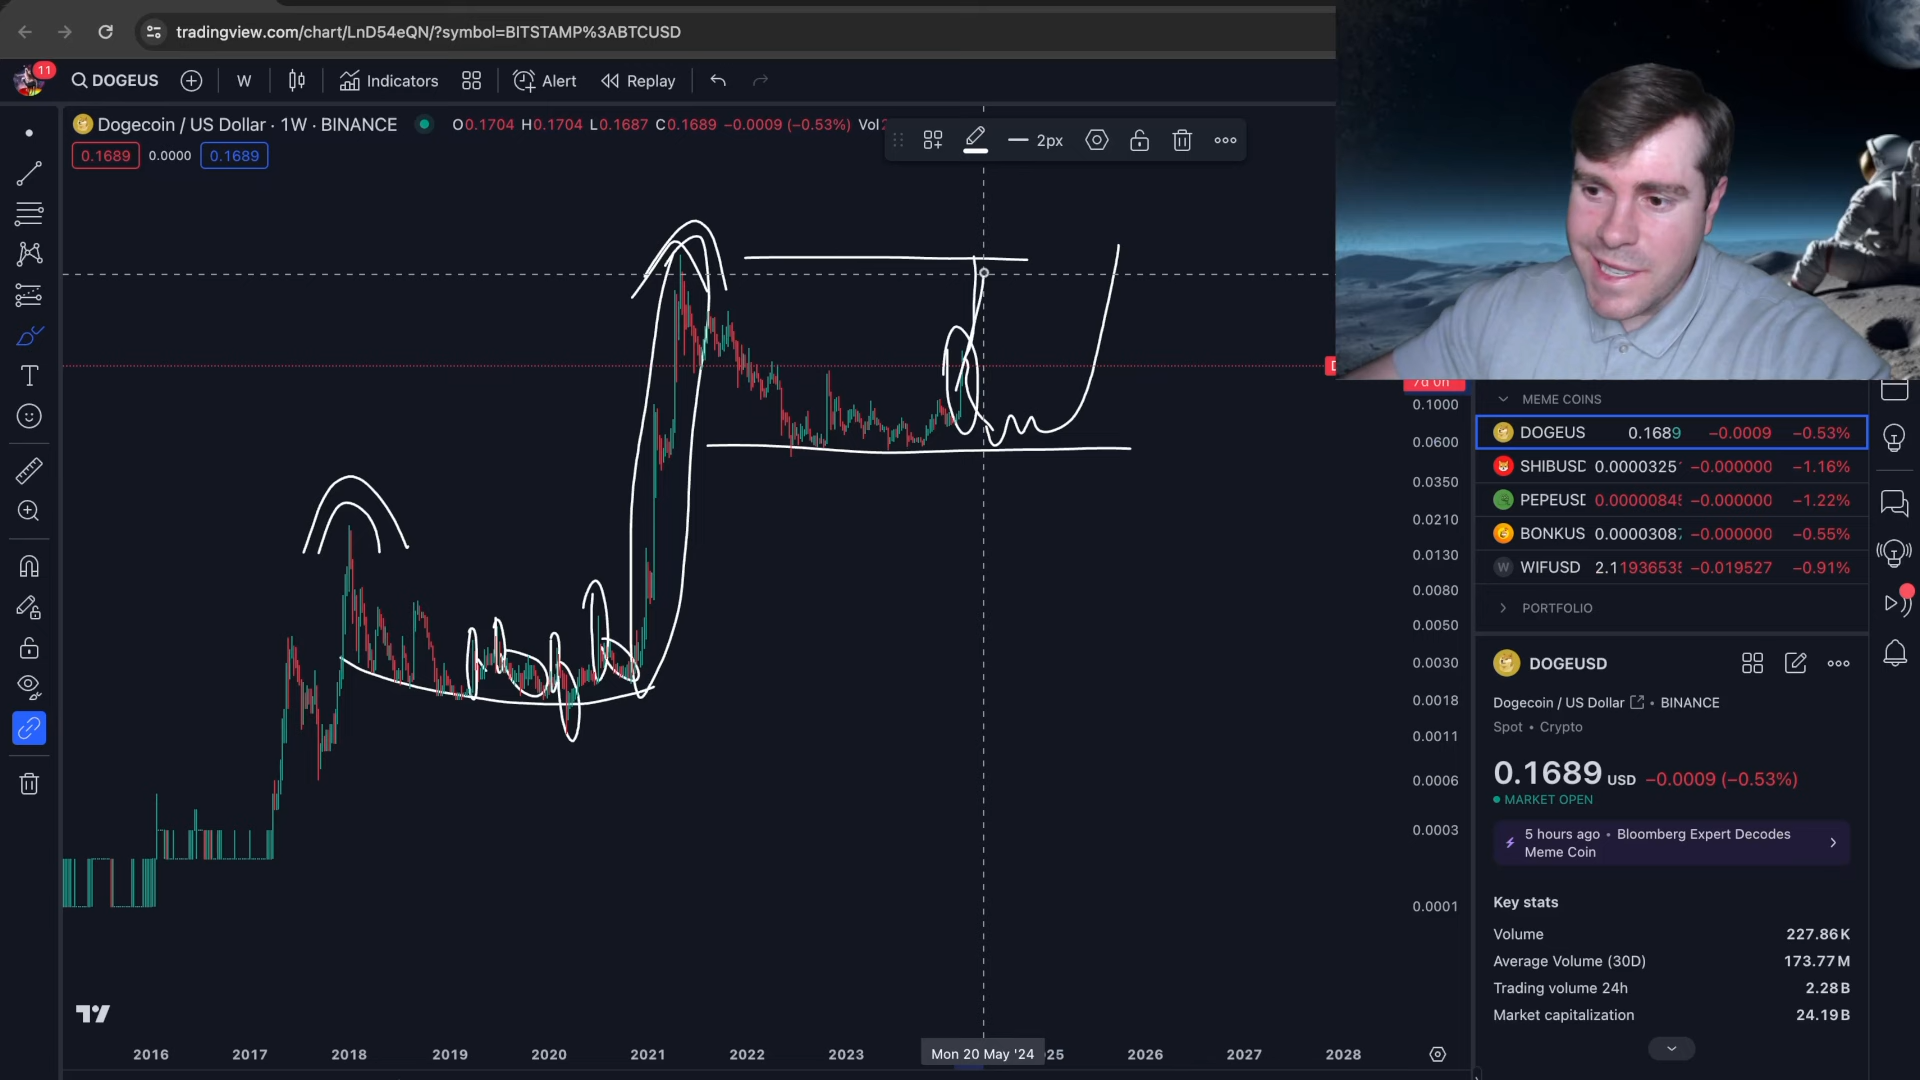 tradingview.com/chart/LnD54eQN/?symbol=BITSTAMP%3ABTCUSD
11
DOGEUS
W
Indicators
Alert
Replay
Dogecoin / US Dollar · 1W · BINANCE
O0.1704 H0.1704 L0.1687 C0.1689 −0.0009 (−0.53%) Vol
0.1689 0.0000 0.1689
2px
T
7d 0h
0.1000
0.0600
0.0350
0.0210
0.0130
0.0080
0.0050
0.0030
0.0018
0.0011
0.0006
0.0003
0.0001
2016 2017 2018 2019 2020 2021 2022 2023 Mon 20 May '24 25 2026 2027 2028
MEME COINS
DOGEUS 0.1689 −0.0009 −0.53%
SHIBUSD 0.0000325 −0.000000 −1.16%
PEPEUSD 0.00000845 −0.000000 −1.22%
BONKUS 0.0000308 −0.000000 −0.55%
WIFUSD 2.11936535 −0.019527 −0.91%
PORTFOLIO
DOGEUSD
Dogecoin / US Dollar • BINANCE
Spot • Crypto
0.1689 USD −0.0009 (−0.53%)
MARKET OPEN
5 hours ago • Bloomberg Expert Decodes
Meme Coin
Key stats
Volume 227.86K
Average Volume (30D) 173.77M
Trading volume 24h 2.28B
Market capitalization 24.19B